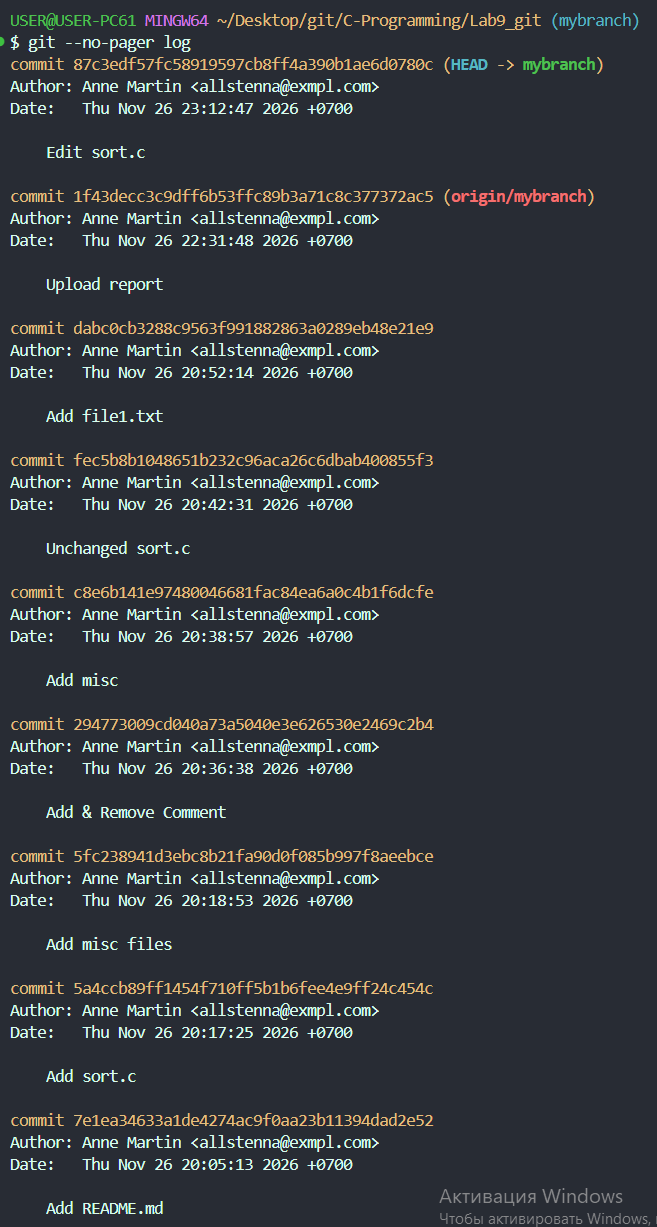 USER@USER-PC61 MINGW64 ~/Desktop/git/C-Programming/Lab9_git (mybranch)
$ git --no-pager log
commit 87c3edf57fc58919597cb8ff4a390b1ae6d0780c (HEAD -> mybranch)
Author: Anne Martin <allstenna@exmpl.com>
Date:   Thu Nov 26 23:12:47 2026 +0700

    Edit sort.c

commit 1f43decc3c9dff6b53ffc89b3a71c8c377372ac5 (origin/mybranch)
Author: Anne Martin <allstenna@exmpl.com>
Date:   Thu Nov 26 22:31:48 2026 +0700

    Upload report

commit dabc0cb3288c9563f991882863a0289eb48e21e9
Author: Anne Martin <allstenna@exmpl.com>
Date:   Thu Nov 26 20:52:14 2026 +0700

    Add file1.txt

commit fec5b8b1048651b232c96aca26c6dbab400855f3
Author: Anne Martin <allstenna@exmpl.com>
Date:   Thu Nov 26 20:42:31 2026 +0700

    Unchanged sort.c

commit c8e6b141e97480046681fac84ea6a0c4b1f6dcfe
Author: Anne Martin <allstenna@exmpl.com>
Date:   Thu Nov 26 20:38:57 2026 +0700

    Add misc

commit 294773009cd040a73a5040e3e626530e2469c2b4
Author: Anne Martin <allstenna@exmpl.com>
Date:   Thu Nov 26 20:36:38 2026 +0700

    Add & Remove Comment

commit 5fc238941d3ebc8b21fa90d0f085b997f8aeebce
Author: Anne Martin <allstenna@exmpl.com>
Date:   Thu Nov 26 20:18:53 2026 +0700

    Add misc files

commit 5a4ccb89ff1454f710ff5b1b6fee4e9ff24c454c
Author: Anne Martin <allstenna@exmpl.com>
Date:   Thu Nov 26 20:17:25 2026 +0700

    Add sort.c

commit 7e1ea34633a1de4274ac9f0aa23b11394dad2e52
Author: Anne Martin <allstenna@exmpl.com>
Date:   Thu Nov 26 20:05:13 2026 +0700

    Add README.md
Активация Windows
Чтобы активировать Windows,